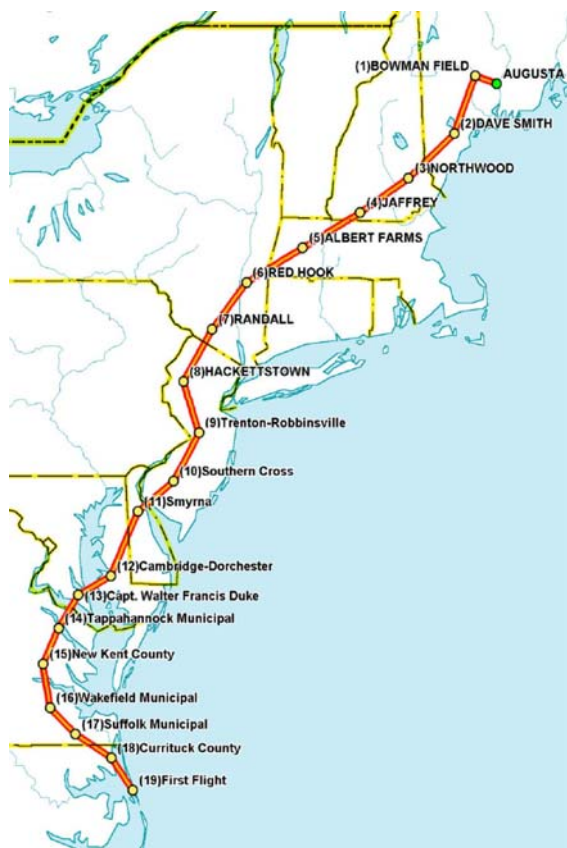 (1)BOWMAN FIELD
AUGUSTA
(2)DAVE SMITH
(3)NORTHWOOD
(4)JAFFREY
(5)ALBERT FARMS
(6)RED HOOK
(7)RANDALL
(8)HACKETTSTOWN
(9)Trenton-Robbinsville
(10)Southern Cross
(11)Smyrna
(12)Cambridge-Dorchester
(13)Capt. Walter Francis Duke
(14)Tappahannock Municipal
(15)New Kent County
(16)Wakefield Municipal
(17)Suffolk Municipal
(18)Currituck County
(19)First Flight